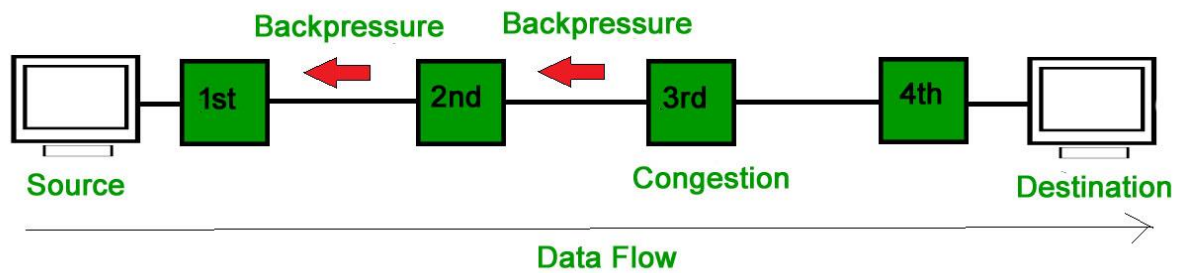 Backpressure
Backpressure
1st
2nd
3rd
4th
Source
Congestion
Destination
Data Flow